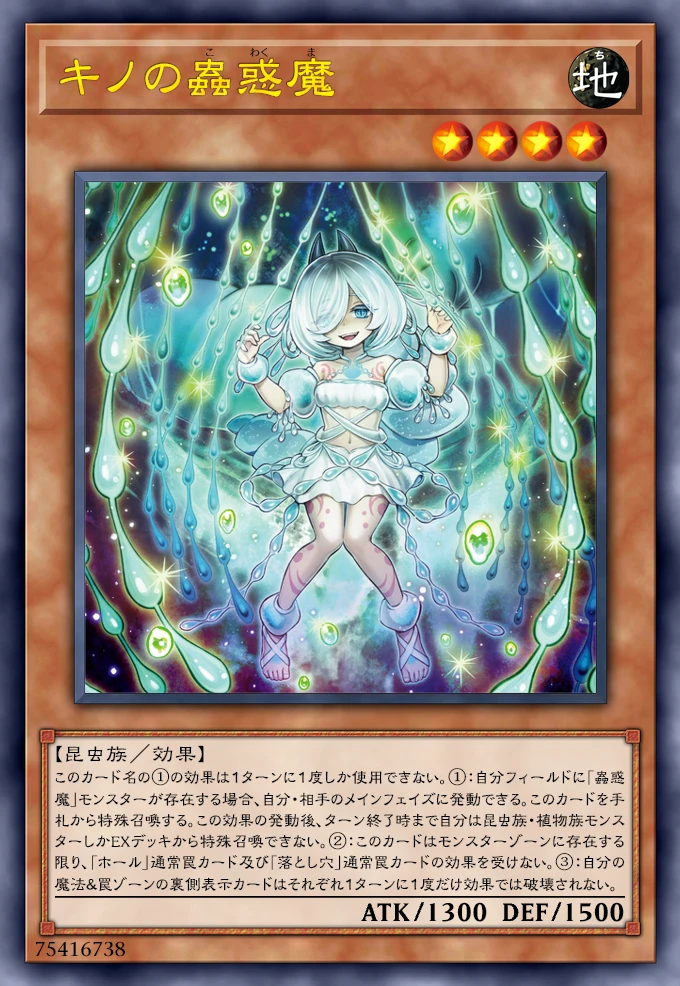 こ わく ま
キノの蟲惑魔
ち
地
【昆虫族／効果】
このカード名の①の効果は1ターンに1度しか使用できない。①：自分フィールドに「蟲惑
魔」モンスターが存在する場合、自分・相手のメインフェイズに発動できる。このカードを手
札から特殊召喚する。この効果の発動後、ターン終了時まで自分は昆虫族・植物族モンス
ターしかEXデッキから特殊召喚できない。②：このカードはモンスターゾーンに存在する
限り、「ホール」通常罠カード及び「落とし穴」通常罠カードの効果を受けない。③：自分の
魔法&罠ゾーンの裏側表示カードはそれぞれ1ターンに1度だけ効果では破壊されない。
ATK/1300 DEF/1500
75416738